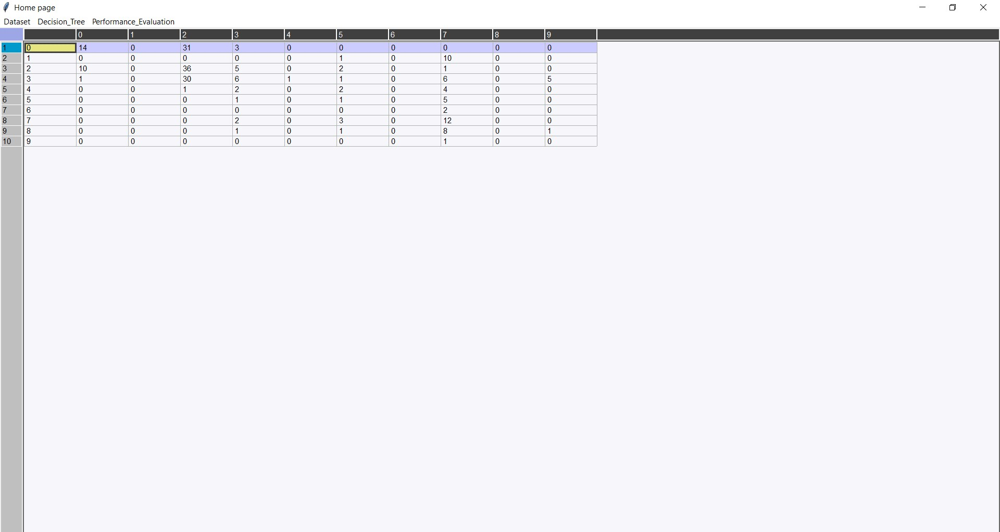 Home page
Dataset Decision_Tree Performance_Evaluation
0 1 2 3 4 5 6 7 8 9
1 0 14 0 31 3 0 0 0 0 0 0
2 1 0 0 0 0 0 1 0 10 0 0
3 2 10 0 36 5 0 2 0 1 0 0
4 3 1 0 30 6 1 1 0 6 0 5
5 4 0 0 1 2 0 2 0 4 0 0
6 5 0 0 0 1 0 1 0 5 0 0
7 6 0 0 0 0 0 0 0 2 0 0
8 7 0 0 0 2 0 3 0 12 0 0
9 8 0 0 0 1 0 1 0 8 0 1
10 9 0 0 0 0 0 0 0 1 0 0